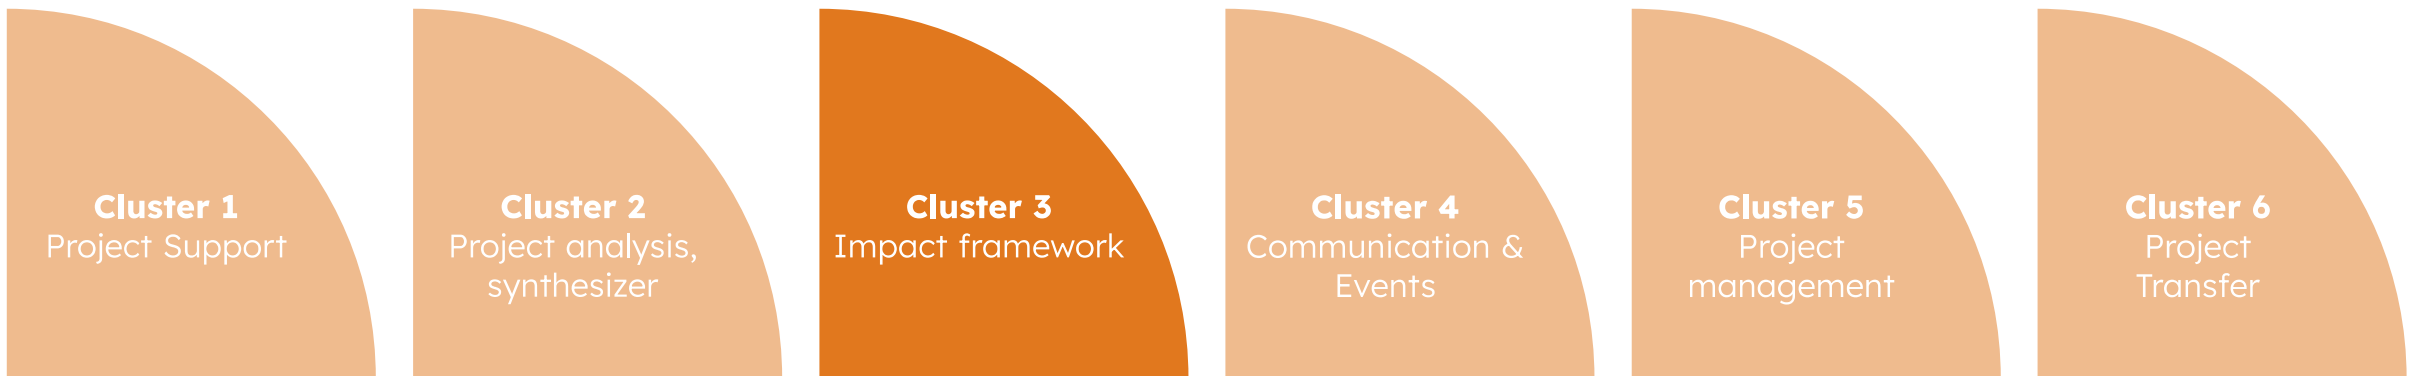 Cluster 1
Project Support
Cluster 2
Project analysis,
synthesizer
Cluster 3
Impact framework
Cluster 4
Communication &
Events
Cluster 5
Project
management
Cluster 6
Project
Transfer